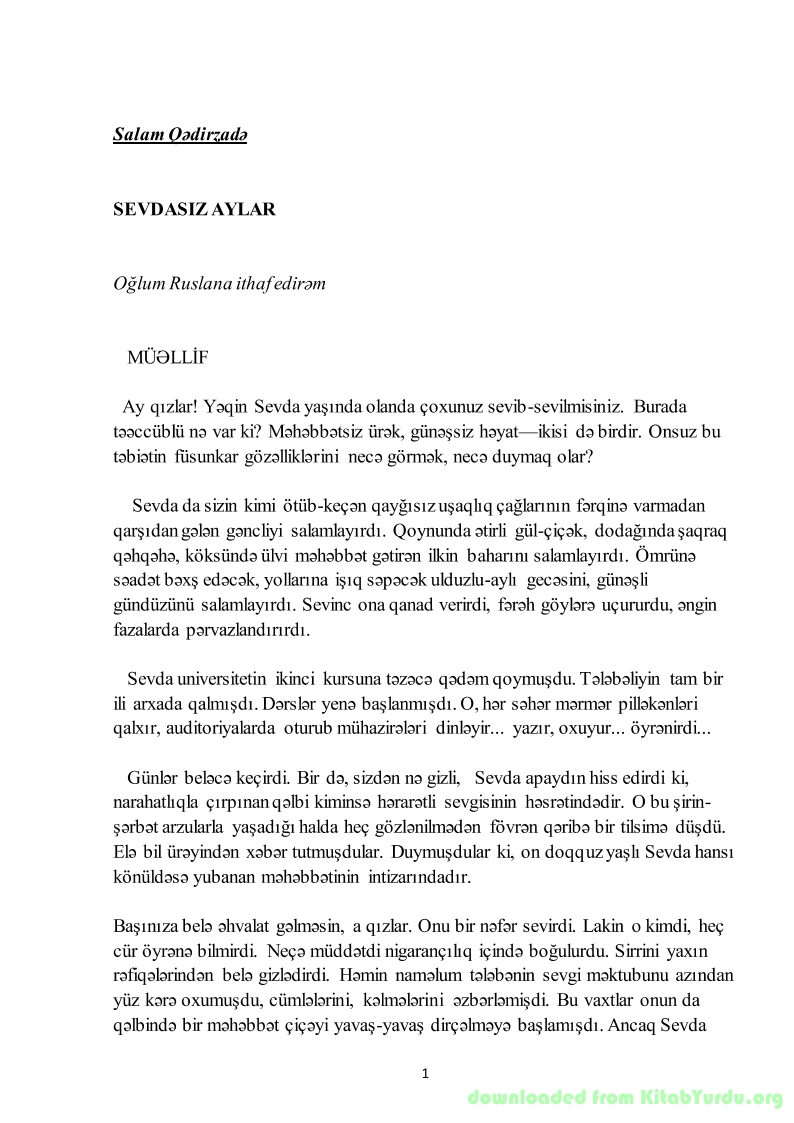 Salam Qədirzadə
SEVDASIZ AYLAR
Oğlum Ruslana ithaf edirəm
MÜƏLLİF
Ay qızlar! Yəqin Sevda yaşında olanda çoxunuz sevib-sevilmisiniz. Burada
təəccüblü nə var ki? Məhəbbətsiz ürək, günəşsiz həyat—ikisi də birdir. Onsuz bu
təbiətin füsunkar gözəlliklərini necə görmək, necə duymaq olar?
Sevda da sizin kimi ötüb-keçən qayğısız uşaqlıq çağlarının fərqinə varmadan
qarşıdan gələn gəncliyi salamlayırdı. Qoynunda ətirli gül-çiçək, dodağında şaqraq
qəhqəhə, köksündə ülvi məhəbbət gətirən ilkin baharını salamlayırdı. Ömrünə
səadət bəxş edəcək, yollarına işıq səpəcək ulduzlu-aylı gecəsini, günəşli
gündüzünü salamlayırdı. Sevinc ona qanad verirdi, fərəh göylərə uçururdu, əngin
fazalarda pərvazlandırırdı.
Sevda universitetin ikinci kursuna təzəcə qədəm qoymuşdu. Tələbəliyin tam bir
ili arxada qalmışdı. Dərslər yenə başlanmışdı. O, hər səhər mərmər pilləkənləri
qalxır, auditoriyalarda oturub mühazirələri dinləyir... yazır, oxuyur... öyrənirdi...
Günlər beləcə keçirdi. Bir də, sizdən nə gizli, Sevda apaydın hiss edirdi ki,
narahatlıqla çırpınan qəlbi kiminsə hərarətli sevgisinin həsrətindədir. O bu şirin-
şərbət arzularla yaşadığı halda heç gözlənilmədən fövrən qəribə bir tilsimə düşdü.
Elə bil ürəyindən xəbər tutmuşdular. Duymuşdular ki, on doqquz yaşlı Sevda hansı
könüldəsə yubanan məhəbbətinin intizarındadır.
Başınıza belə əhvalat gəlməsin, a qızlar. Onu bir nəfər sevirdi. Lakin o kimdi, heç
cür öyrənə bilmirdi. Neçə müddətdi nigarançılıq içində boğulurdu. Sirrini yaxın
rəfiqələrindən belə gizlədirdi. Həmin naməlum tələbənin sevgi məktubunu azından
yüz kərə oxumuşdu, cümlələrini, kəlmələrini əzbərləmişdi. Bu vaxtlar onun da
qəlbində bir məhəbbət çiçəyi yavaş-yavaş dirçəlməyə başlamışdı. Ancaq Sevda
1
downloaded from KitabYurdu.org